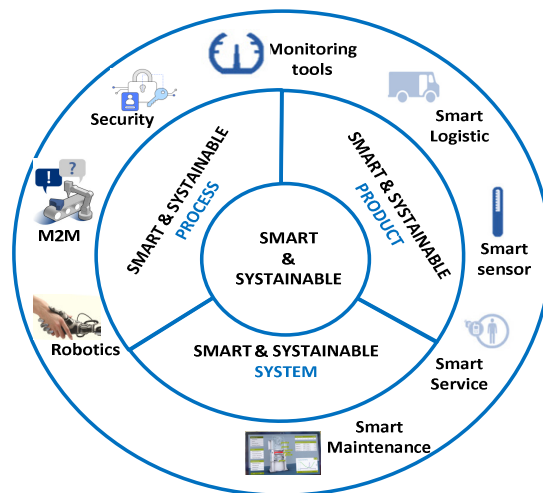 Monitoring
tools
Security
Smart
Logistic
M2M
Smart
sensor
Robotics
Smart
Service
Smart
Maintenance
SMART & SYSTAINABLE
PROCESS
SMART & SYSTAINABLE
PRODUCT
SMART
&
SYSTAINABLE
SMART & SYSTAINABLE
SYSTEM
! ?